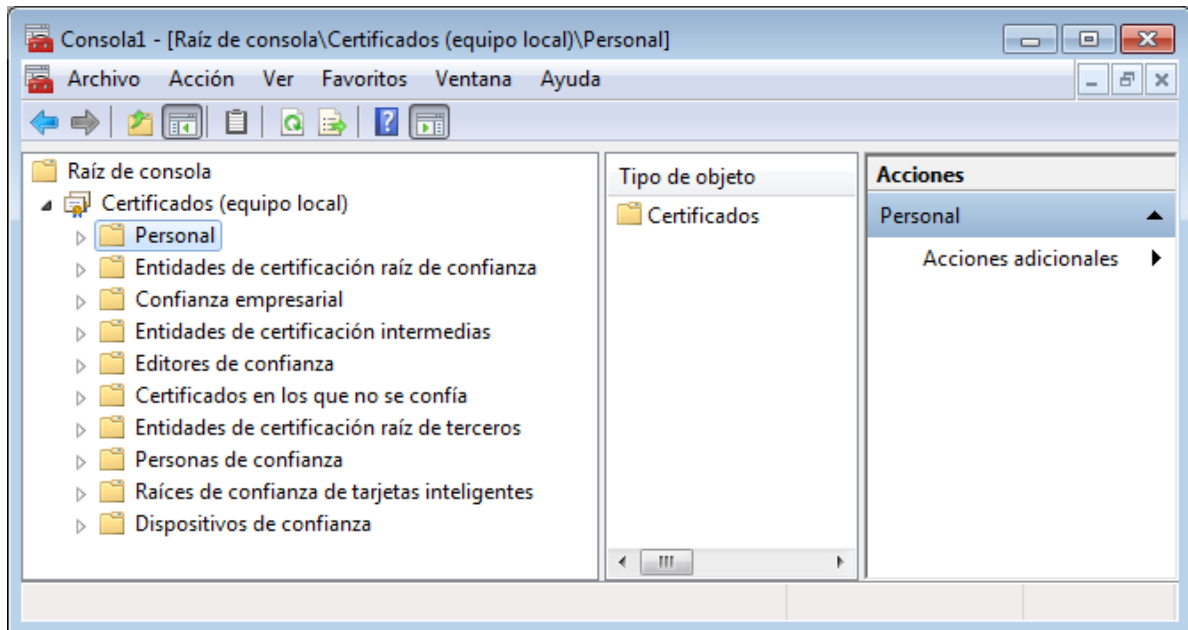 Consola1 - [Raíz de consola\Certificados (equipo local)\Personal]
Archivo Acción Ver Favoritos Ventana Ayuda
Raíz de consola
Certificados (equipo local)
Personal
Entidades de certificación raíz de confianza
Confianza empresarial
Entidades de certificación intermedias
Editores de confianza
Certificados en los que no se confía
Entidades de certificación raíz de terceros
Personas de confianza
Raíces de confianza de tarjetas inteligentes
Dispositivos de confianza
Tipo de objeto
Certificados
Acciones
Personal
Acciones adicionales